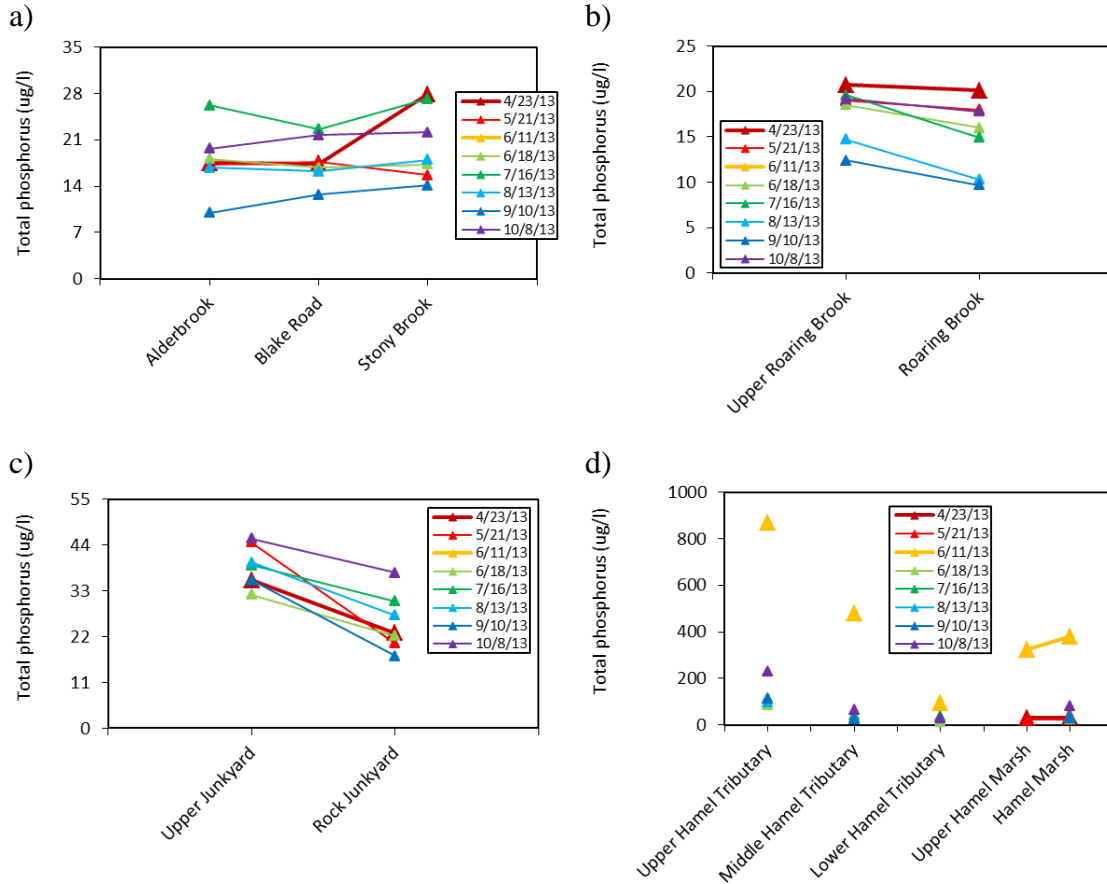 a)
Total phosphorus (ug/l)
35
28
21
14
7
0
4/23/13
5/21/13
6/11/13
6/18/13
7/16/13
8/13/13
9/10/13
10/8/13
Alderbrook
Blake Road
Stony Brook
b)
Total phosphorus (ug/l)
25
20
15
10
5
0
4/23/13
5/21/13
6/11/13
6/18/13
7/16/13
8/13/13
9/10/13
10/8/13
Upper Roaring Brook
Roaring Brook
c)
Total phosphorus (ug/l)
55
44
33
22
11
0
4/23/13
5/21/13
6/11/13
6/18/13
7/16/13
8/13/13
9/10/13
10/8/13
Upper Junkyard
Rock Junkyard
d)
Total phosphorus (ug/l)
1000
800
600
400
200
0
4/23/13
5/21/13
6/11/13
6/18/13
7/16/13
8/13/13
9/10/13
10/8/13
Upper Hamel Tributary
Middle Hamel Tributary
Lower Hamel Tributary
Upper Hamel Marsh
Hamel Marsh